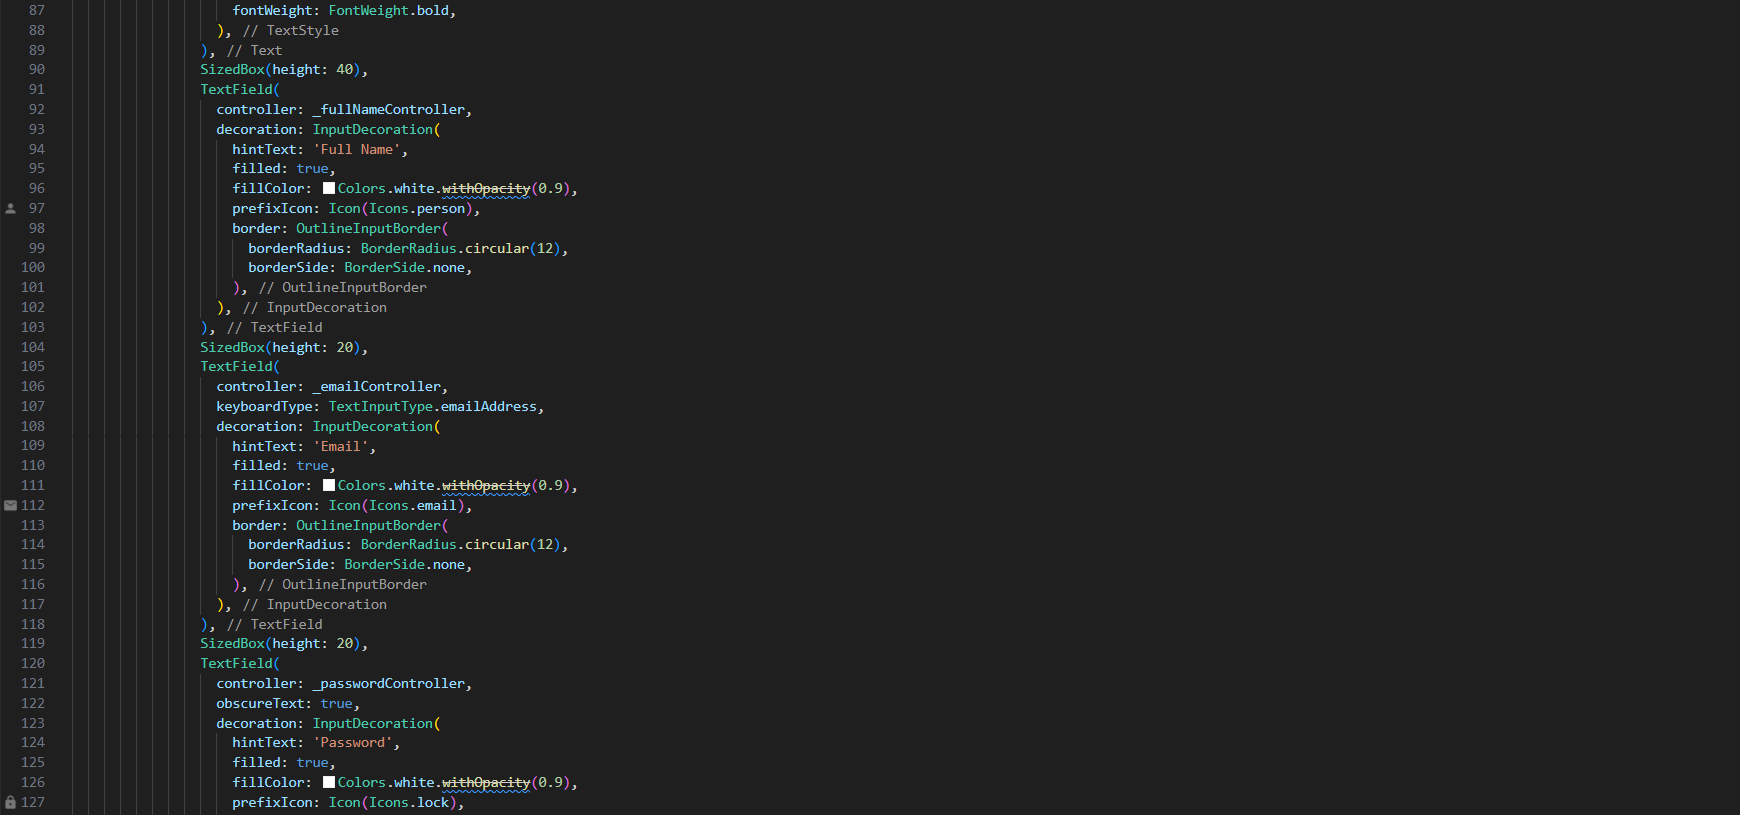 87 fontWeight: FontWeight.bold,
88 ), // TextStyle
89 ), // Text
90 SizedBox(height: 40),
91 TextField(
92 controller: _fullNameController,
93 decoration: InputDecoration(
94 hintText: 'Full Name',
95 filled: true,
96 fillColor: Colors.white.withOpacity(0.9),
97 prefixIcon: Icon(Icons.person),
98 border: OutlineInputBorder(
99 borderRadius: BorderRadius.circular(12),
100 borderSide: BorderSide.none,
101 ), // OutlineInputBorder
102 ), // InputDecoration
103 ), // TextField
104 SizedBox(height: 20),
105 TextField(
106 controller: _emailController,
107 keyboardType: TextInputType.emailAddress,
108 decoration: InputDecoration(
109 hintText: 'Email',
110 filled: true,
111 fillColor: Colors.white.withOpacity(0.9),
112 prefixIcon: Icon(Icons.email),
113 border: OutlineInputBorder(
114 borderRadius: BorderRadius.circular(12),
115 borderSide: BorderSide.none,
116 ), // OutlineInputBorder
117 ), // InputDecoration
118 ), // TextField
119 SizedBox(height: 20),
120 TextField(
121 controller: _passwordController,
122 obscureText: true,
123 decoration: InputDecoration(
124 hintText: 'Password',
125 filled: true,
126 fillColor: Colors.white.withOpacity(0.9),
127 prefixIcon: Icon(Icons.lock),